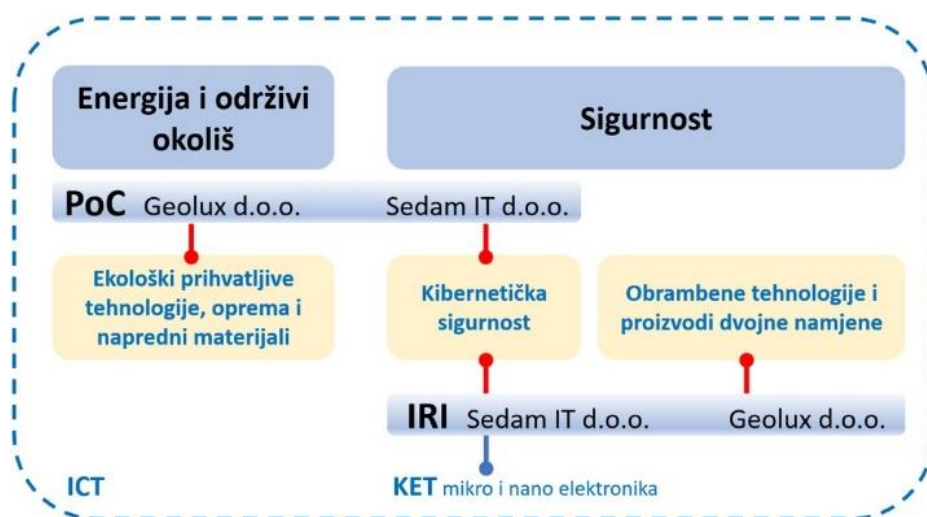 Energija i održivi
okoliš
Sigurnost
PoC Geolux d.o.o. Sedam IT d.o.o.
Ekološki prihvatljive
tehnologije, oprema i
napredni materijali
Kibernetička
sigurnost
Obrambene tehnologije i
proizvodi dvojne namjene
IRI Sedam IT d.o.o. Geolux d.o.o.
ICT
KET mikro i nano elektronika